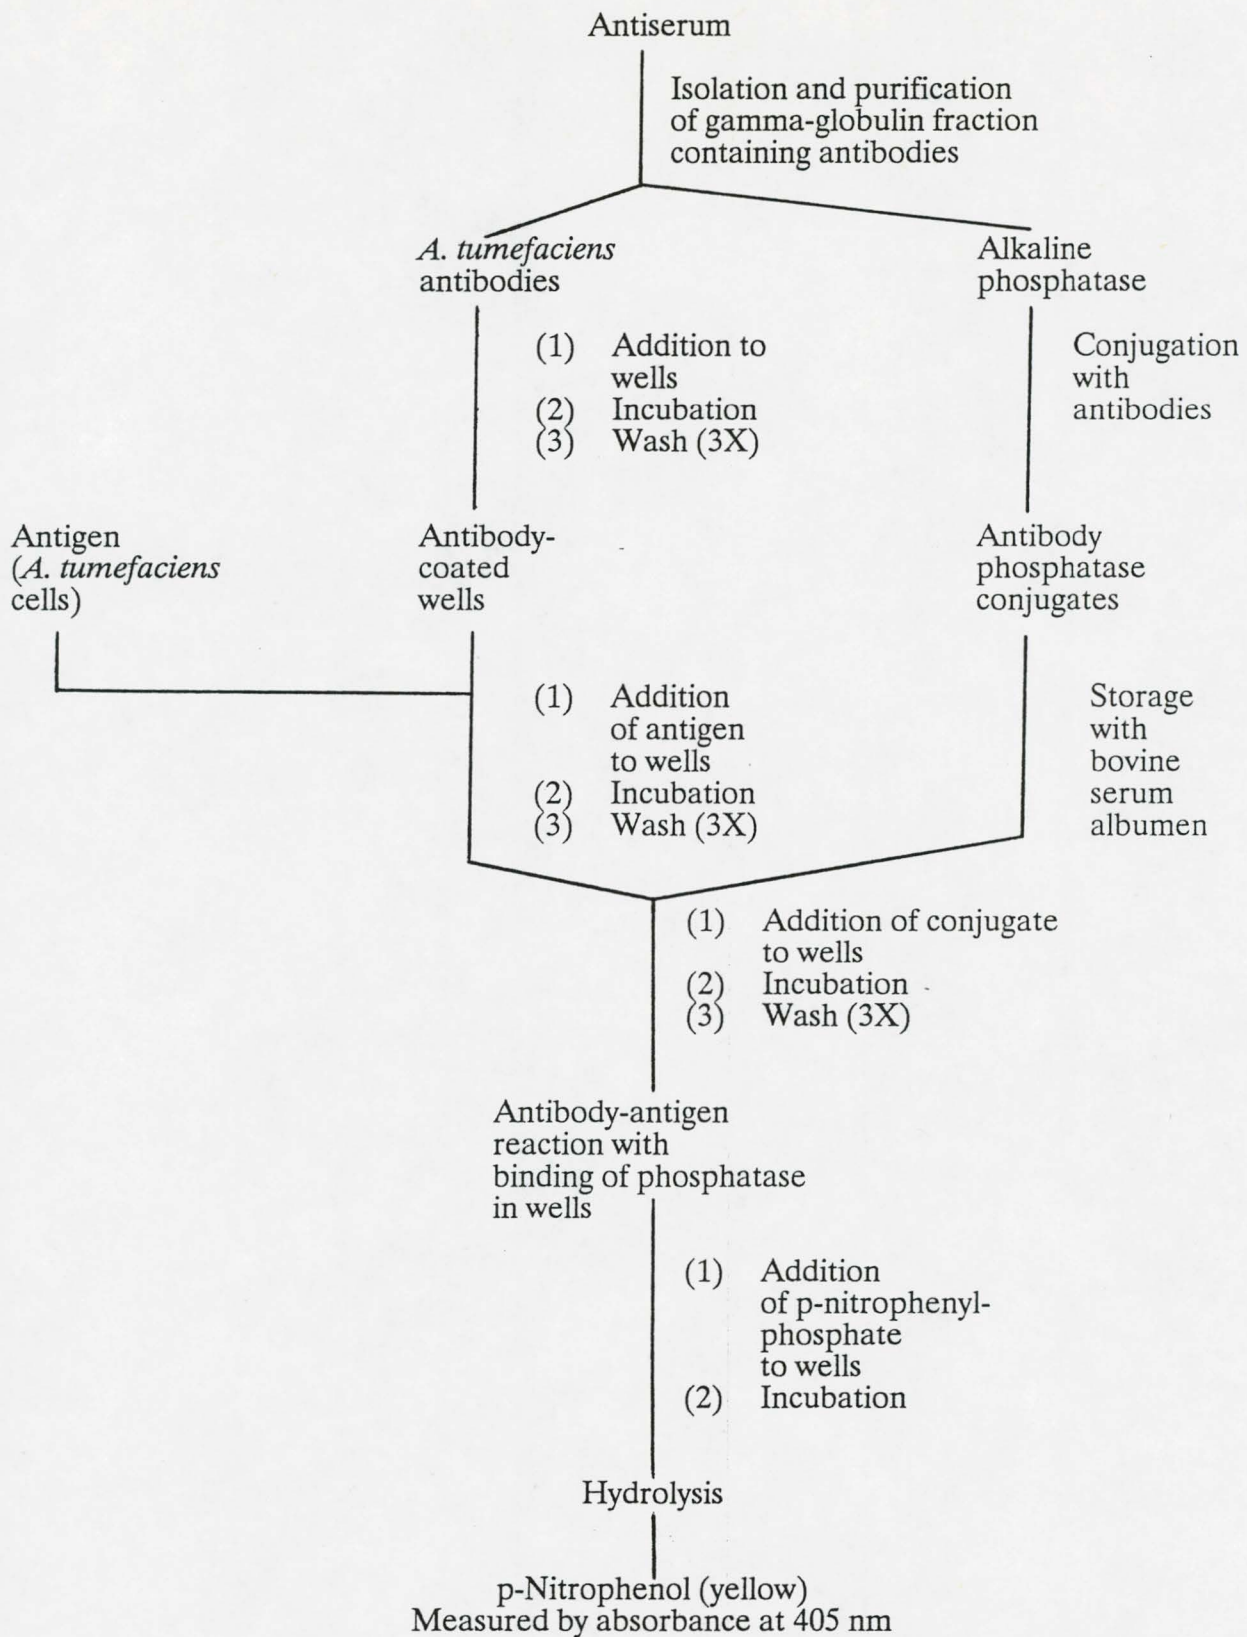 Antiserum
Isolation and purification
of gamma-globulin fraction
containing antibodies
A. tumefaciens
antibodies
Alkaline
phosphatase
(1) Addition to
wells
(2) Incubation
(3) Wash (3X)
Conjugation
with
antibodies
Antigen
(A. tumefaciens
cells)
Antibody-
coated
wells
Antibody
phosphatase
conjugates
(1) Addition
of antigen
to wells
(2) Incubation
(3) Wash (3X)
Storage
with
bovine
serum
albumen
(1) Addition of conjugate
to wells
(2) Incubation
(3) Wash (3X)
Antibody-antigen
reaction with
binding of phosphatase
in wells
(1) Addition
of p-nitrophenyl-
phosphate
to wells
(2) Incubation
Hydrolysis
p-Nitrophenol (yellow)
Measured by absorbance at 405 nm